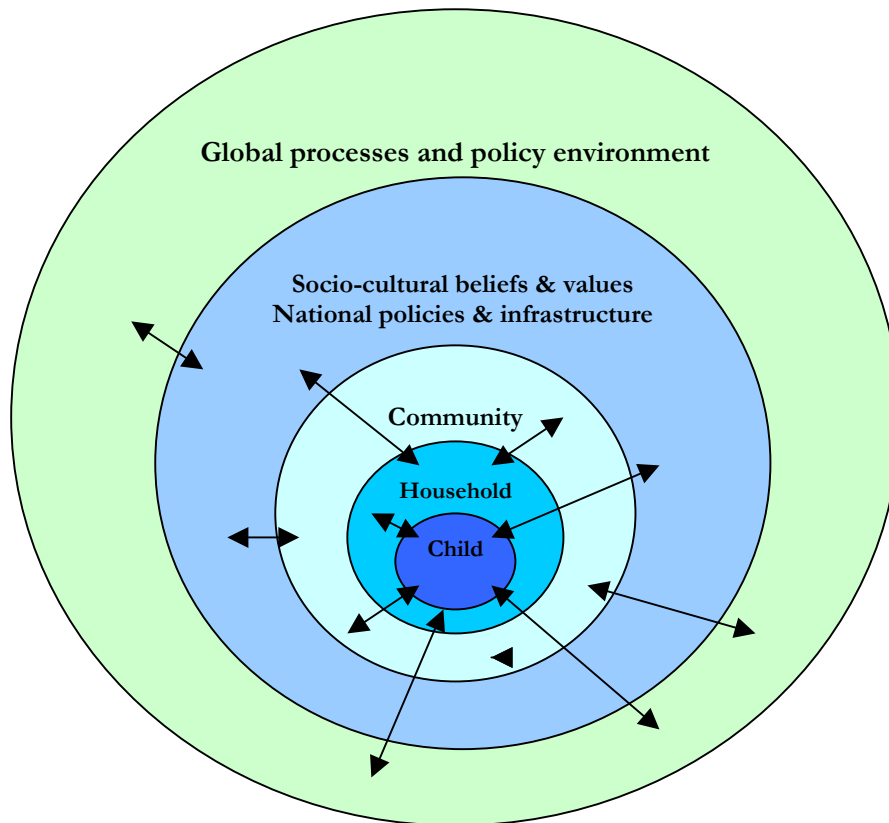 Global processes and policy environment
Socio-cultural beliefs & values
National policies & infrastructure
Community
Household
Child